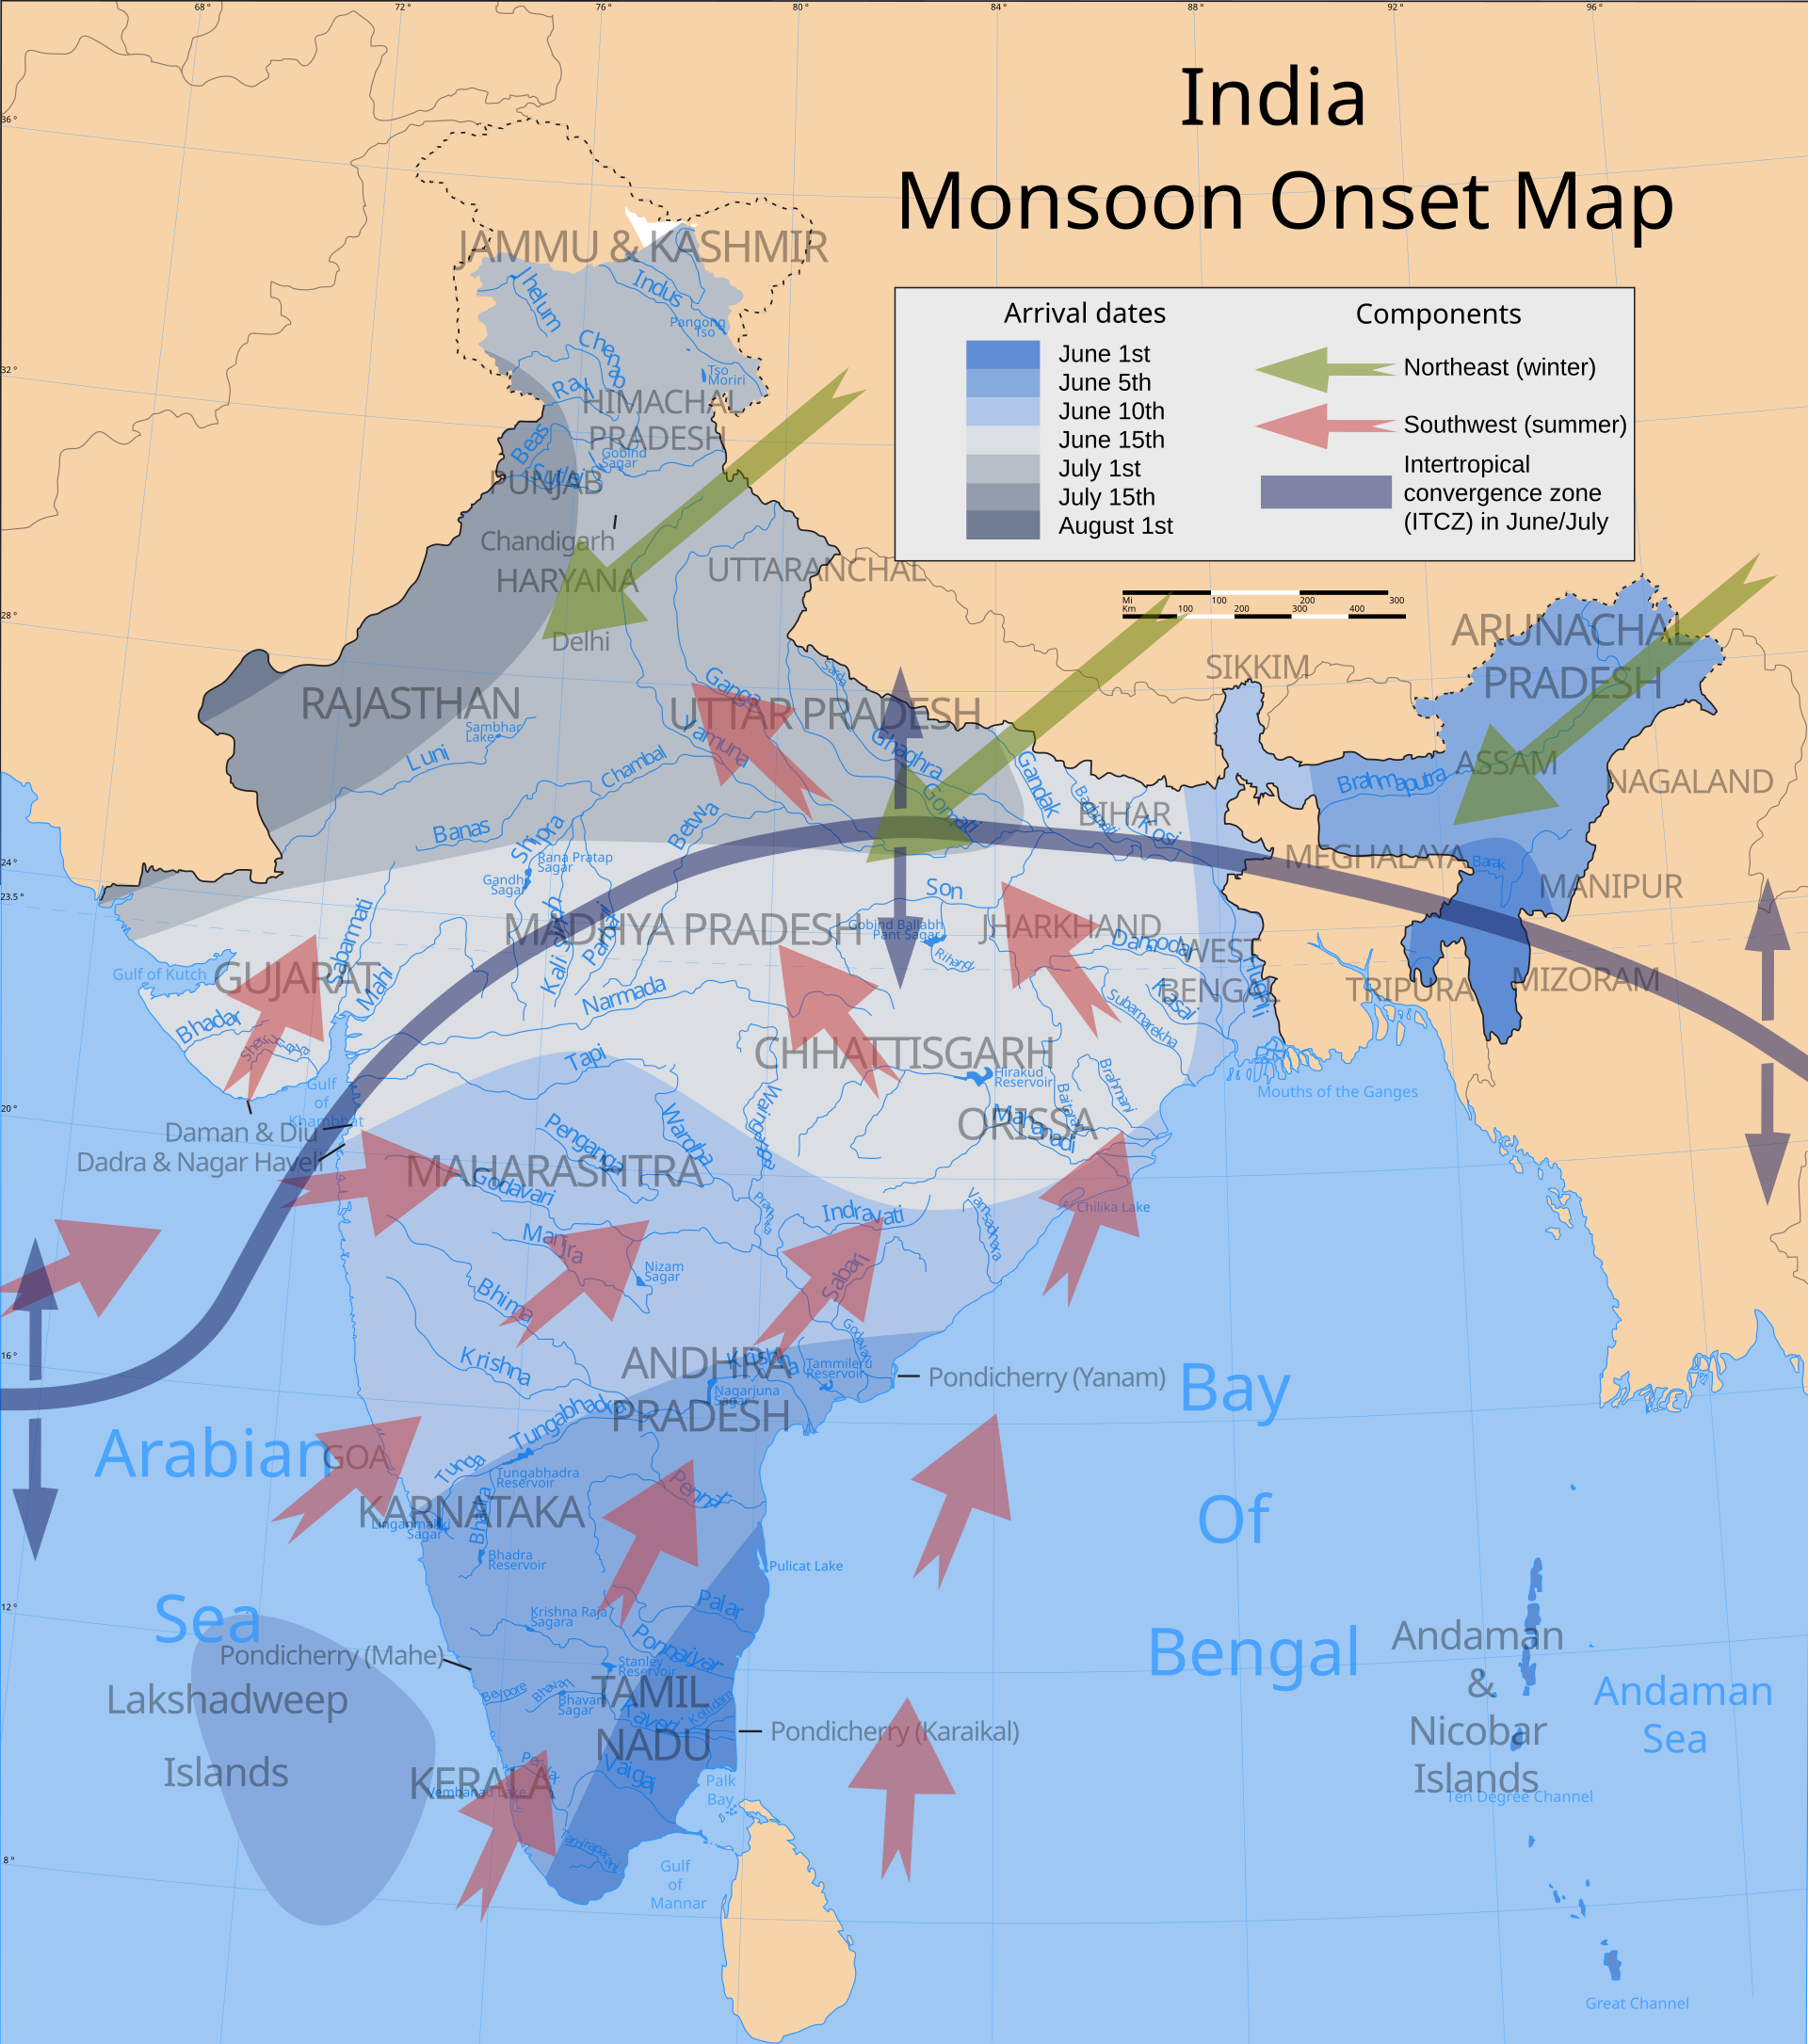 68° 72° 76° 80° 84° 88° 92° 96°
India
Monsoon Onset Map
36°
32°
28°
24°
23.5°
20°
16°
12°
8°
Arrival dates
June 1st
June 5th
June 10th
June 15th
July 1st
July 15th
August 1st
Components
Northeast (winter)
Southwest (summer)
Intertropical
convergence zone
(ITCZ) in June/July
Mi 100 200 300
Km 100 200 300 400
JAMMU & KASHMIR
Jhelum
Indus
Pangong
Tso
Chenab
Tso
Moriri
Ravi
HIMACHAL
PRADESH
Beas
Gobind
Sagar
Sutlej
PUNJAB
Chandigarh
HARYANA
UTTARANCHAL
Delhi
ARUNACHAL
PRADESH
SIKKIM
Sarda
Ganga
RAJASTHAN
UTTAR PRADESH
Sambhar
Lake
Luni
Yamuna
Ghaghra
Chambal
Gomati
Gandak
Bagmati
BIHAR
Kosi
ASSAM
Brahmaputra
NAGALAND
Banas
Shipra
Betwa
Rana Pratap
Sagar
Gandhi
Sagar
MEGHALAYA
Barak
MANIPUR
Son
MADHYA PRADESH
Gobind Ballabh
Pant Sagar
Rihand
JHARKHAND
Damodar
WEST
BENGAL
Hugli
TRIPURA
MIZORAM
Gulf of Kutch
GUJARAT
Sabarmati
Mahi
Kali Sindh
Parbati
Narmada
Kasai
Subarnarekha
Bhadar
CHHATTISGARH
Tapi
Hirakud
Reservoir
Baitarani
Brahmani
Mouths of the Ganges
Gulf
of
Khambhat
Wainganga
ORISSA
Mahanadi
Daman & Diu
Dadra & Nagar Haveli
Penganga
Wardha
MAHARASHTRA
Godavari
Pranhita
Indravati
Vamsadhara
Chilika Lake
Manjra
Nizam
Sagar
Sabari
Bhima
Godavari
Krishna
ANDHRA
PRADESH
Krishna
Tammileru
Reservoir
Nagarjuna
Sagar
Pondicherry (Yanam)
Bay
Of
Bengal
Arabian
Sea
GOA
Tungabhadra
Tunga
Tungabhadra
Reservoir
Penner
KARNATAKA
Linganmakki
Sagar
Bhadra
Bhadra
Reservoir
Pulicat Lake
Krishna Raja
Sagara
Palar
Ponnaiyar
Pondicherry (Mahe)
Stanley
Reservoir
Lakshadweep
Islands
Beypore
Bhavani
Bhavani
Sagar
TAMIL
NADU
Kaveri
Kollidam
Pondicherry (Karaikal)
KERALA
Periyar
Vembanad Lake
Vaigai
Palk
Bay
Tamiraparani
Gulf
of
Mannar
Andaman
&
Nicobar
Islands
Andaman
Sea
Ten Degree Channel
Great Channel